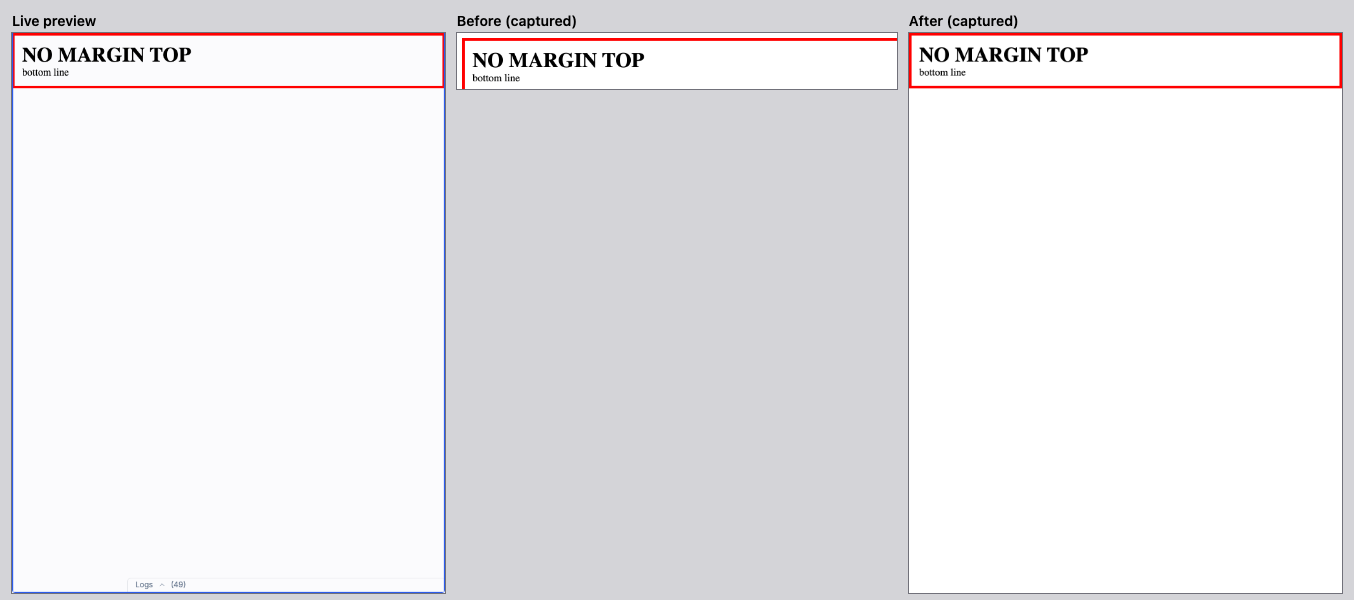 Live preview
NO MARGIN TOP
bottom line
Logs ^ (49)
Before (captured)
NO MARGIN TOP
bottom line
After (captured)
NO MARGIN TOP
bottom line